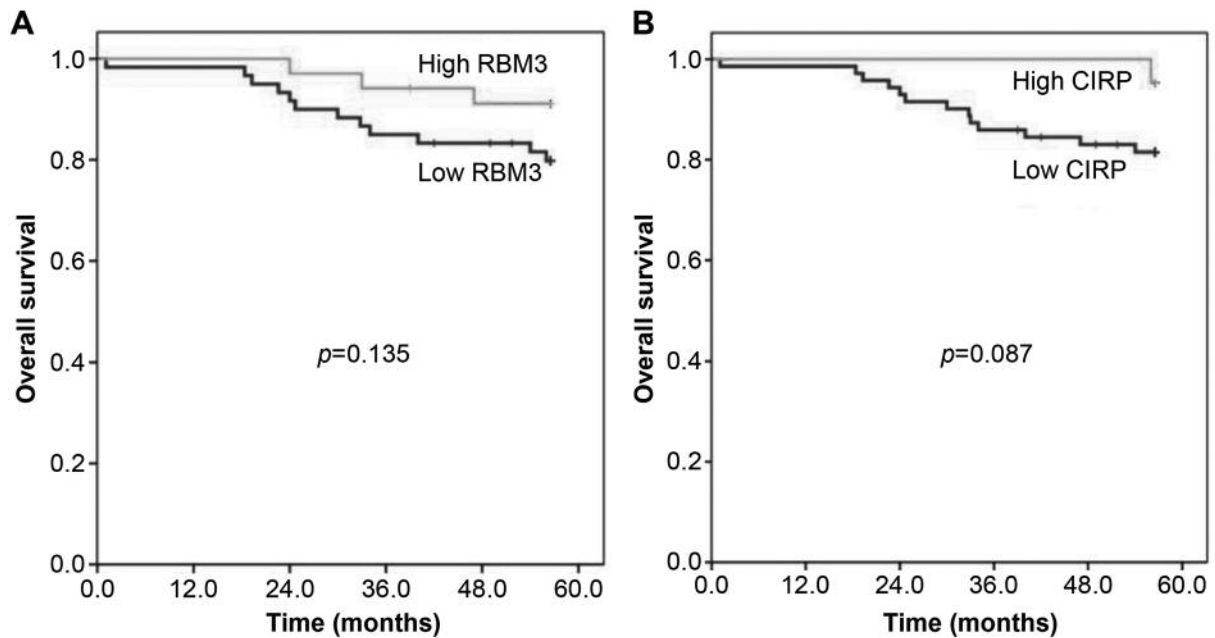 A
Overall survival
1.0
0.8
0.6
0.4
0.2
0.0
High RBM3
Low RBM3
p=0.135
0.0 12.0 24.0 36.0 48.0 60.0
Time (months)
B
Overall survival
1.0
0.8
0.6
0.4
0.2
0.0
High CIRP
Low CIRP
p=0.087
0.0 12.0 24.0 36.0 48.0 60.0
Time (months)